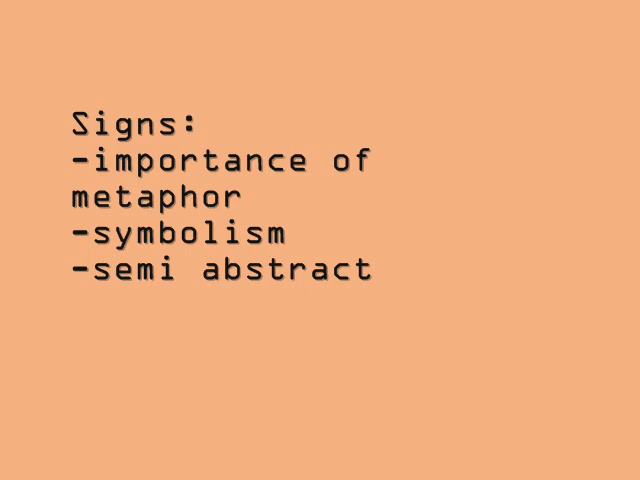 Signs:
-importance of
metaphor
-symbolism
-semi abstract